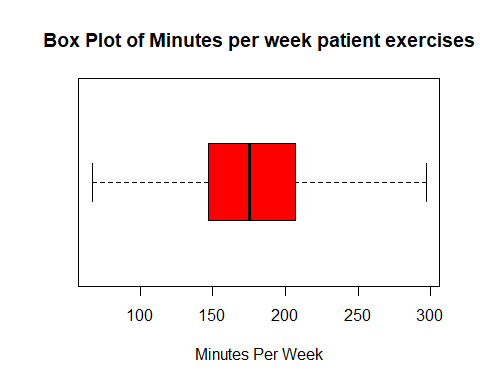 Box Plot of Minutes per week patient exercises
100 150 200 250 300
Minutes Per Week